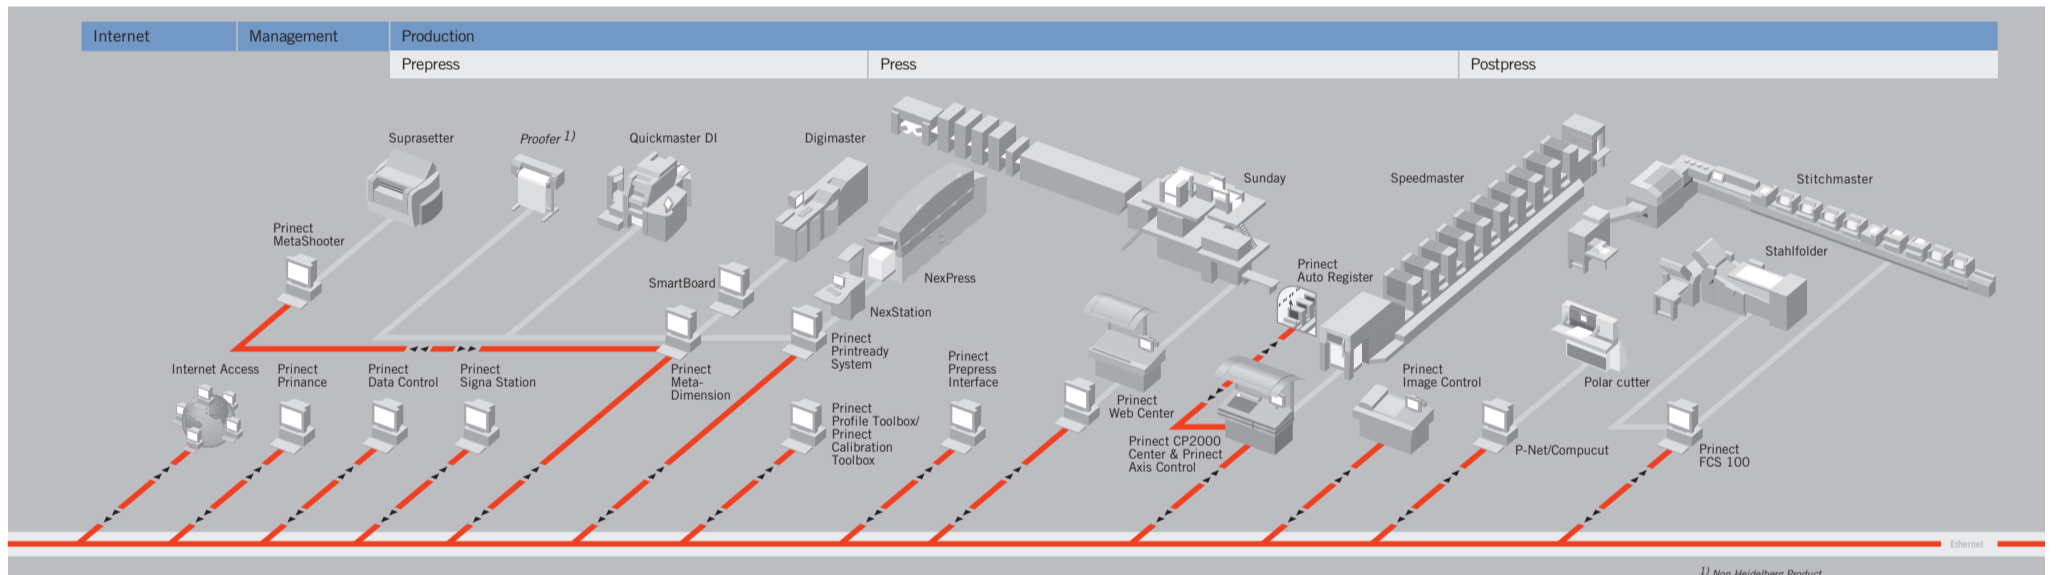 Internet
Management
Production
Prepress
Press
Postpress
Suprasetter
Proofer 1)
Quickmaster DI
Digimaster
Sunday
Speedmaster
Stitchmaster
Prinect
MetaShooter
SmartBoard
NexPress
NexStation
Prinect
Auto Register
Stahlfolder
Internet Access
Prinect
Prinance
Prinect
Data Control
Prinect
Signa Station
Prinect
Meta-
Dimension
Prinect
Printready
System
Prinect
Profile Toolbox/
Prinect
Calibration
Toolbox
Prinect
Prepress
Interface
Prinect
Web Center
Prinect CP2000
Center & Prinect
Axis Control
Prinect
Image Control
Polar cutter
P-Net/Compucut
Prinect
FCS 100
Ethernet
1) Non Heidelberg Product